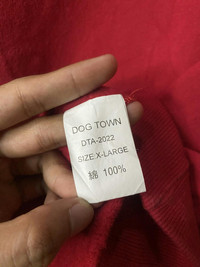 DOG TOWN
DTA-2022
SIZE:X-LARGE
綿 100%